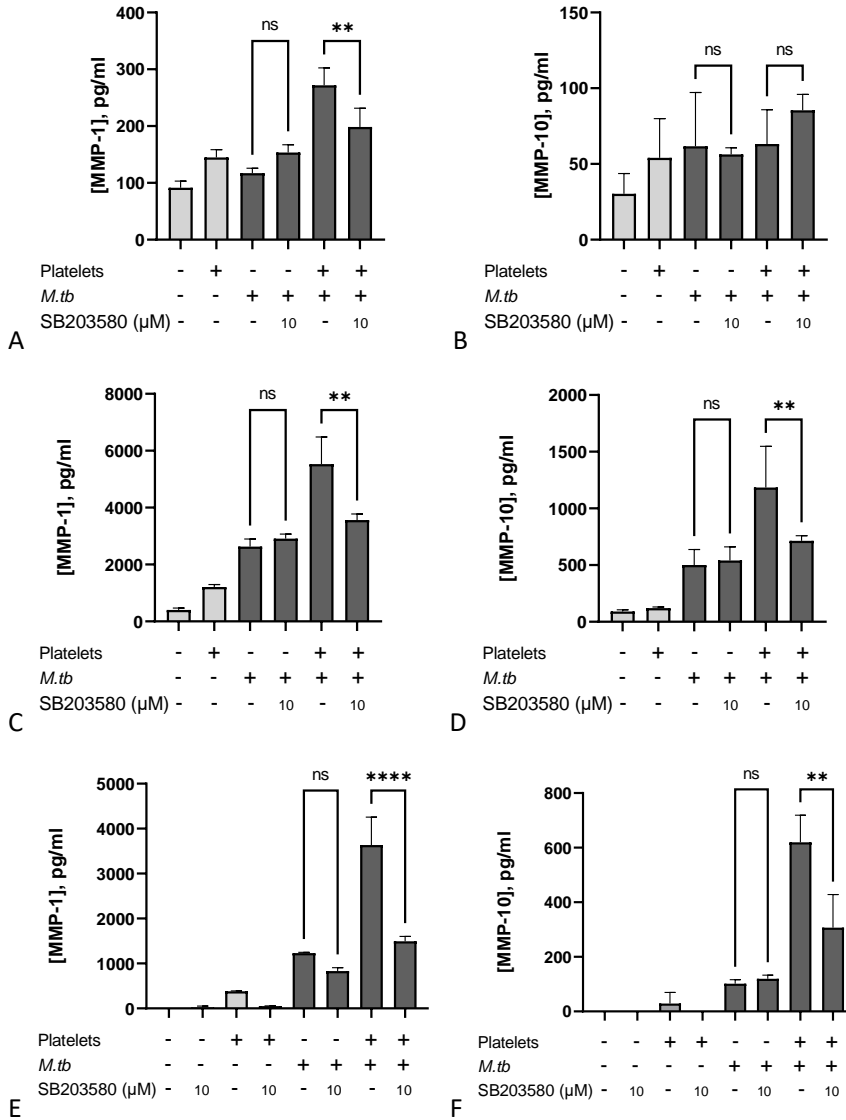 400
300
200
100
0
[MMP-1], pg/ml
ns
**
Platelets - + - - + +
M.tb - - + + + +
SB203580 (µM) - - - 10 - 10
A
150
100
50
0
[MMP-10], pg/ml
ns
ns
Platelets - + - - + +
M.tb - - + + + +
SB203580 (µM) - - - 10 - 10
B
8000
6000
4000
2000
0
[MMP-1], pg/ml
ns
**
Platelets - + - - + +
M.tb - - + + + +
SB203580 (µM) - - - 10 - 10
C
2000
1500
1000
500
0
[MMP-10], pg/ml
ns
**
Platelets - + - - + +
M.tb - - + + + +
SB203580 (µM) - - - 10 - 10
D
5000
4000
3000
2000
1000
0
[MMP-1], pg/ml
ns
****
Platelets - - + + - - + +
M.tb - - - - + + + +
SB203580 (µM) - 10 - 10 - 10 - 10
E
800
600
400
200
0
[MMP-10], pg/ml
ns
**
Platelets - - + + - - + +
M.tb - - - - + + + +
SB203580 (µM) - 10 - 10 - 10 - 10
F